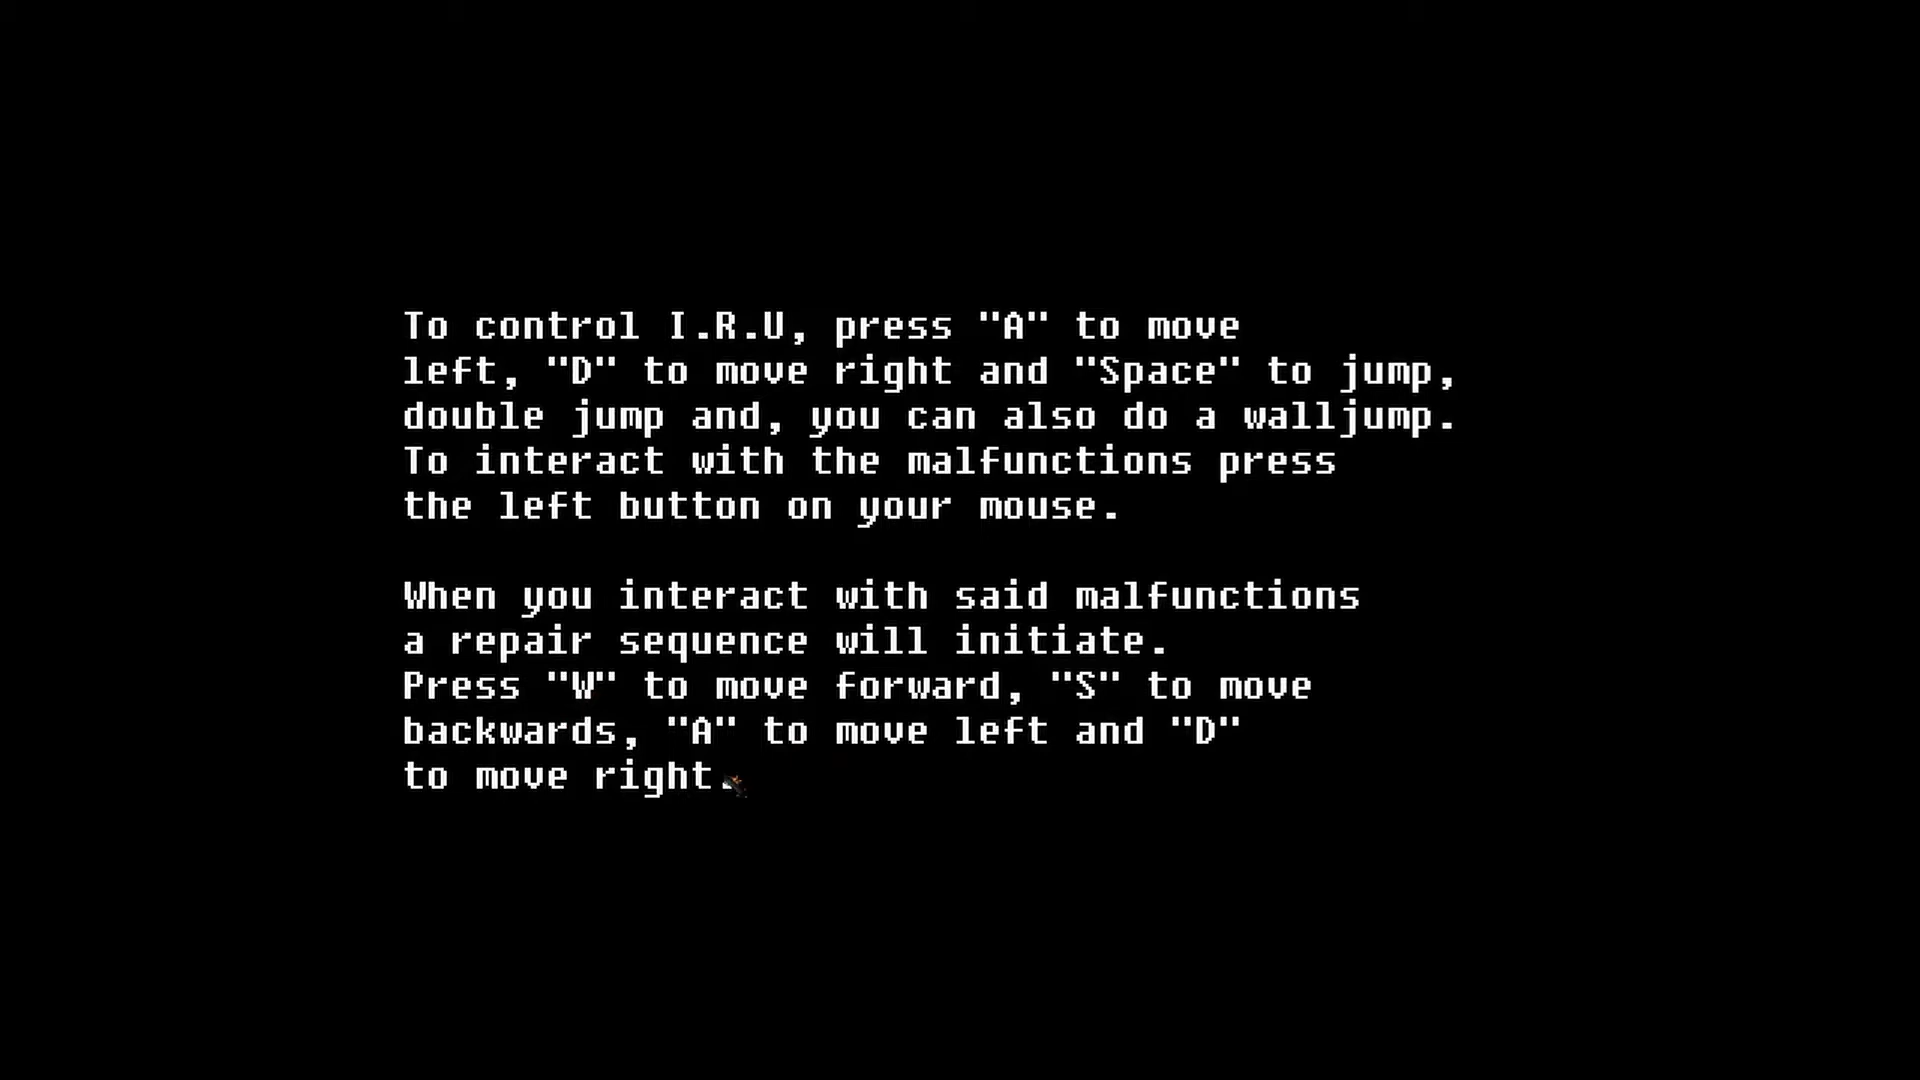 To control I.R.U, press "A" to move
left, "D" to move right and "Space" to jump,
double jump and, you can also do a walljump.
To interact with the malfunctions press
the left button on your mouse.
When you interact with said malfunctions
a repair sequence will initiate.
Press "W" to move forward, "S" to move
backwards, "A" to move left and "D"
to move right.